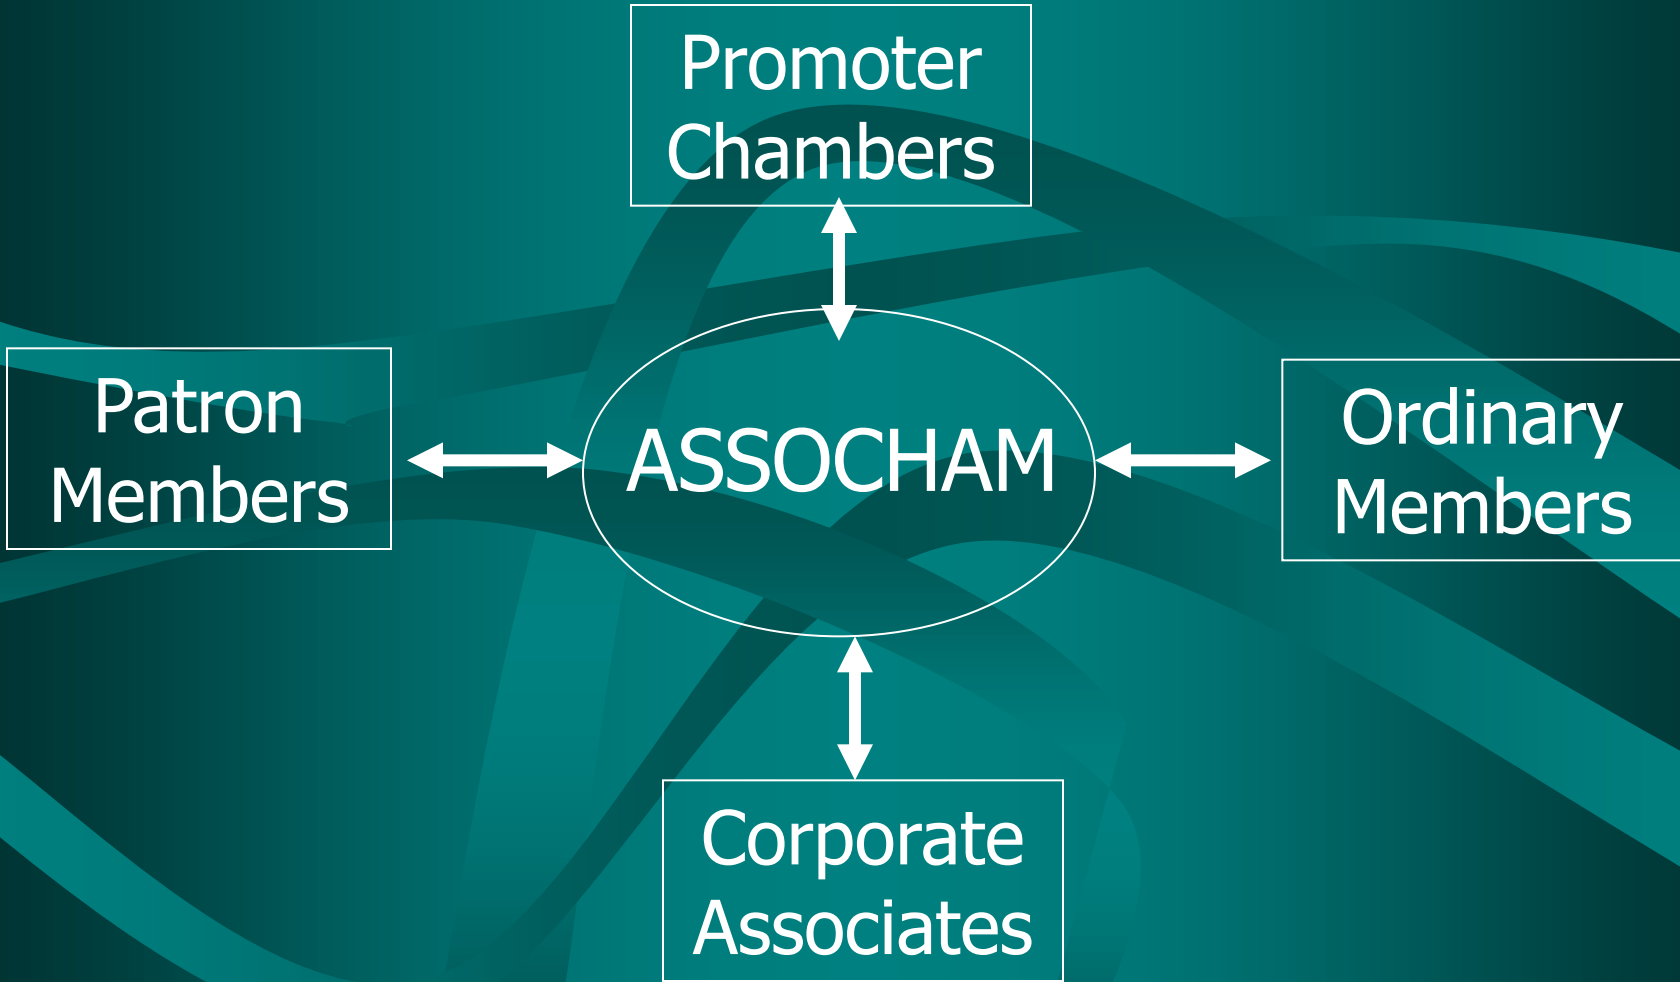 Promoter
Chambers
Patron
Members
ASSOCHAM
Ordinary
Members
Corporate
Associates